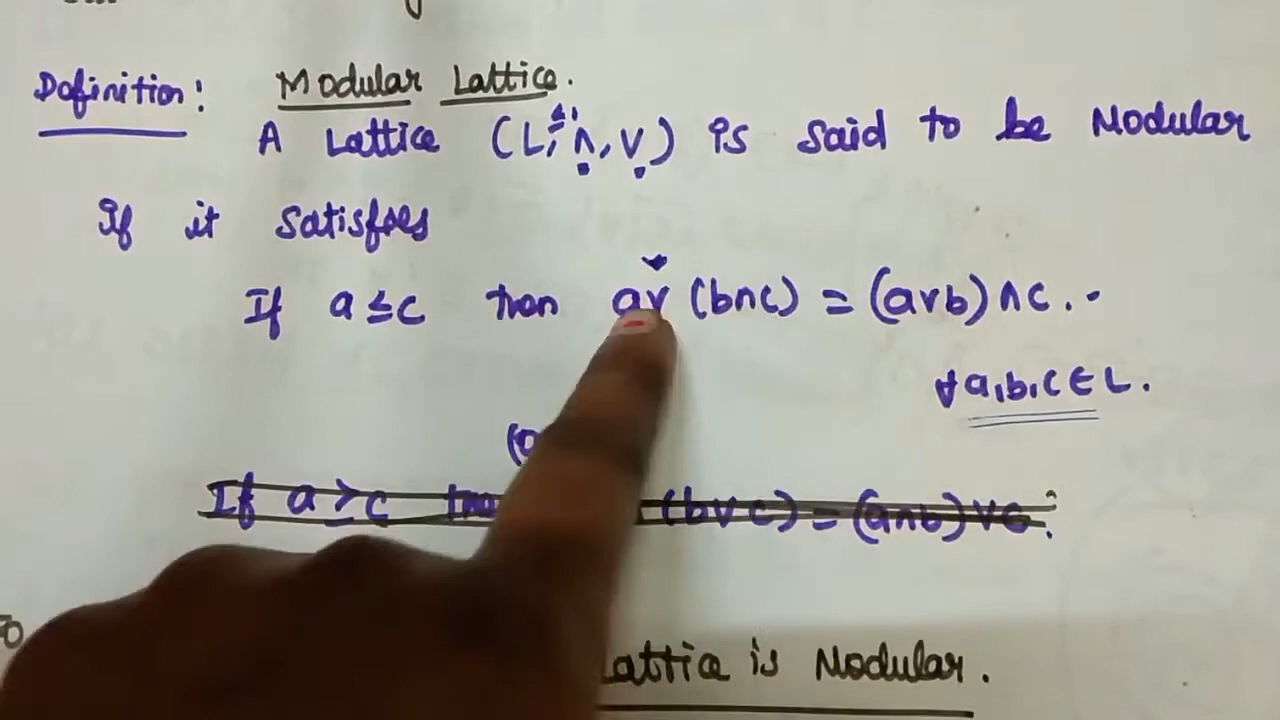 Definition: Modular Lattice.
A Lattice (L, ≤, ∧, ∨) is said to be Modular
If it satisfies
If a ≤ c then a∨(b∧c) = (a∨b)∧c.
∀ a,b,c ∈ L.
(a
If a ≥ c (b∨c) = (a∧b)∨c.
Lattice is Modular.